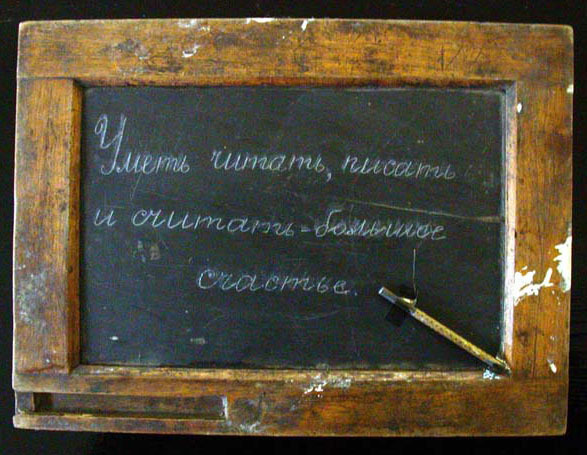 Уметь читать, писать
и считать - большое
счастье.